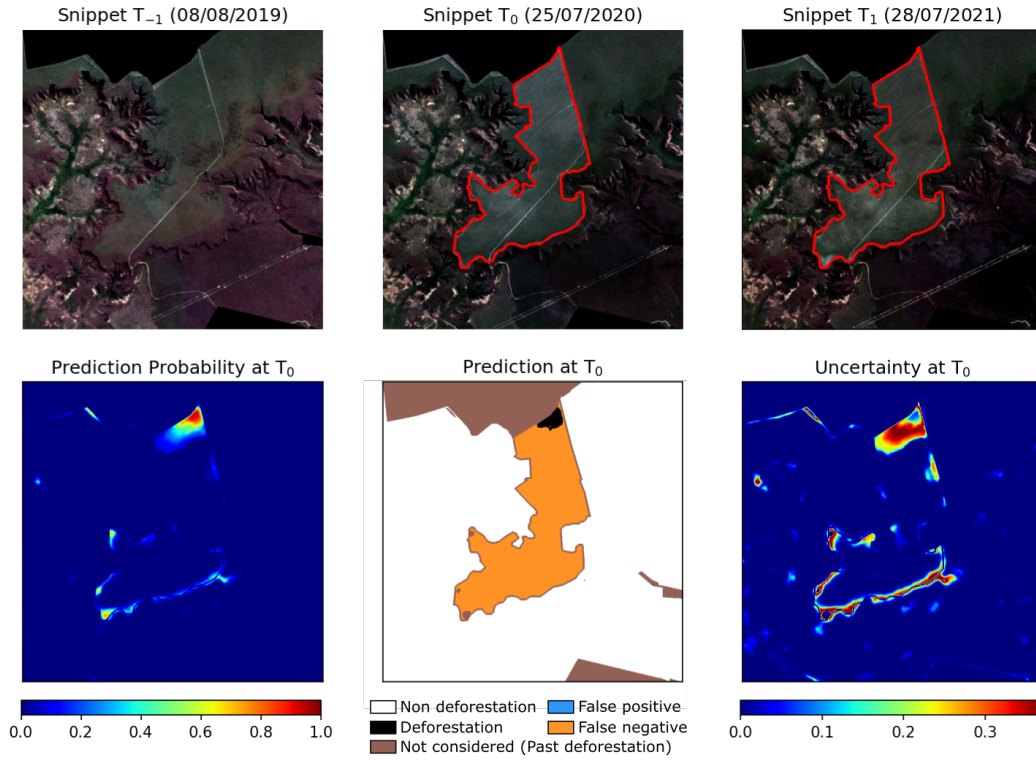 Snippet T₋₁ (08/08/2019)
Snippet T₀ (25/07/2020)
Snippet T₁ (28/07/2021)
Prediction Probability at T₀
Prediction at T₀
Uncertainty at T₀
0.0 0.2 0.4 0.6 0.8 1.0
Non deforestation
False positive
Deforestation
False negative
Not considered (Past deforestation)
0.0 0.1 0.2 0.3